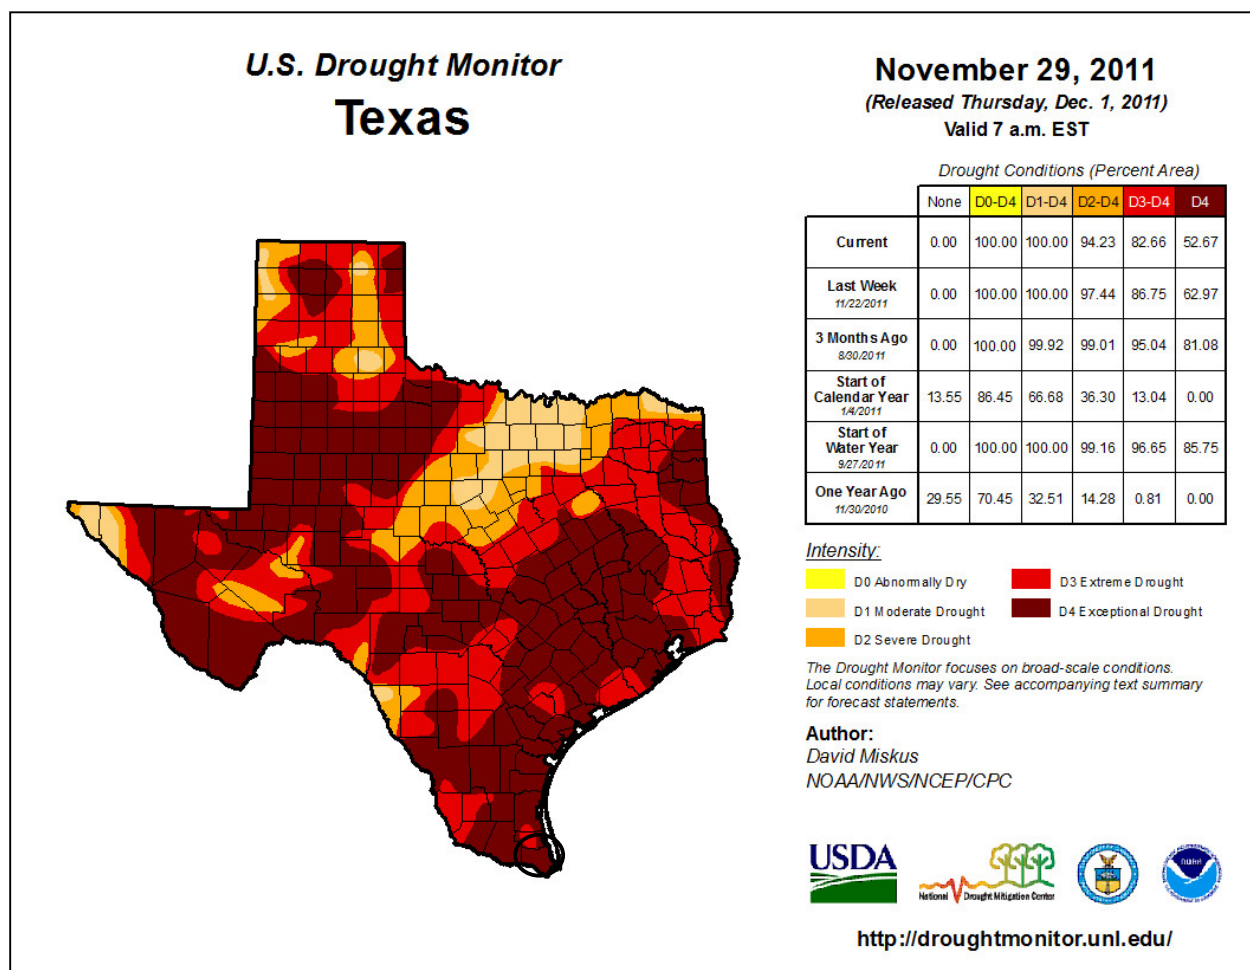 U.S. Drought Monitor
Texas
November 29, 2011
(Released Thursday, Dec. 1, 2011)
Valid 7 a.m. EST
Drought Conditions (Percent Area)
None D0-D4 D1-D4 D2-D4 D3-D4 D4
Current 0.00 100.00 100.00 94.23 82.66 52.67
Last Week
11/22/2011
0.00 100.00 100.00 97.44 86.75 62.97
3 Months Ago
8/30/2011
0.00 100.00 99.92 99.01 95.04 81.08
Start of
Calendar Year
1/4/2011
13.55 86.45 66.68 36.30 13.04 0.00
Start of
Water Year
9/27/2011
0.00 100.00 100.00 99.16 96.65 85.75
One Year Ago
11/30/2010
29.55 70.45 32.51 14.28 0.81 0.00
Intensity:
D0 Abnormally Dry
D1 Moderate Drought
D2 Severe Drought
D3 Extreme Drought
D4 Exceptional Drought
The Drought Monitor focuses on broad-scale conditions.
Local conditions may vary. See accompanying text summary
for forecast statements.
Author:
David Miskus
NOAA/NWS/NCEP/CPC
USDA
National Drought Mitigation Center
NOAA
http://droughtmonitor.unl.edu/